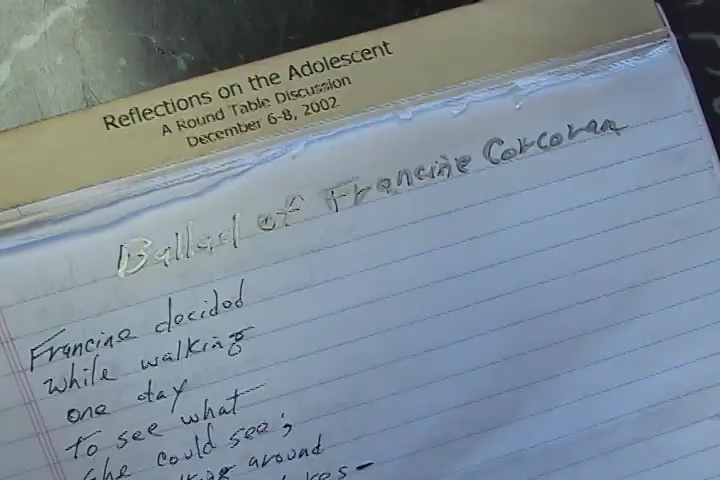 Reflections on the Adolescent
A Round Table Discussion
December 6-8, 2002
Ballad of Francine Corcoran
Francine decided
while walking
one day
to see what
she could see;
around